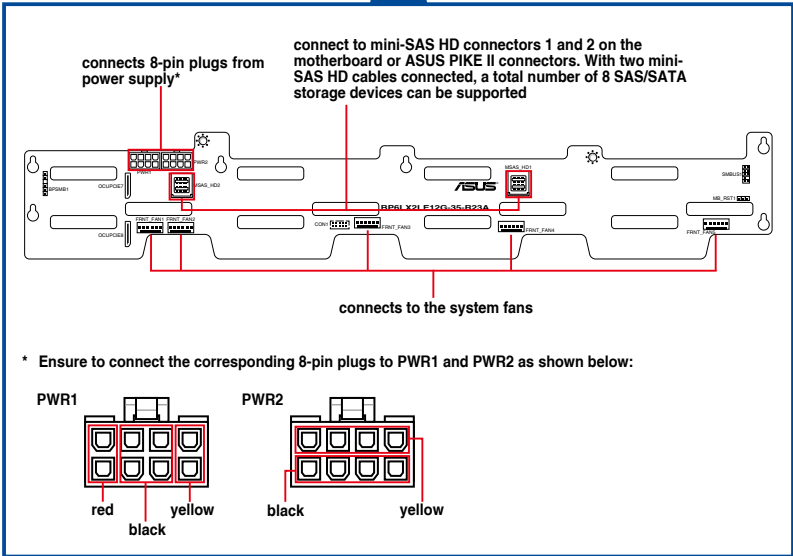 connects 8-pin plugs from
power supply*
connect to mini-SAS HD connectors 1 and 2 on the
motherboard or ASUS PIKE II connectors. With two mini-
SAS HD cables connected, a total number of 8 SAS/SATA
storage devices can be supported
PWR1
PWR2
OCUPCIE7
BPSMB1
MSAS_HD2
MSAS_HD1
SMBUS1
ASUS
MB_RST1
BP6LX2LE12G-35-R23A
FRNT_FAN1
FRNT_FAN2
CON1
FRNT_FAN3
FRNT_FAN4
OCUPCIE8
connects to the system fans
* Ensure to connect the corresponding 8-pin plugs to PWR1 and PWR2 as shown below:
PWR1
PWR2
red
black
yellow
black
yellow